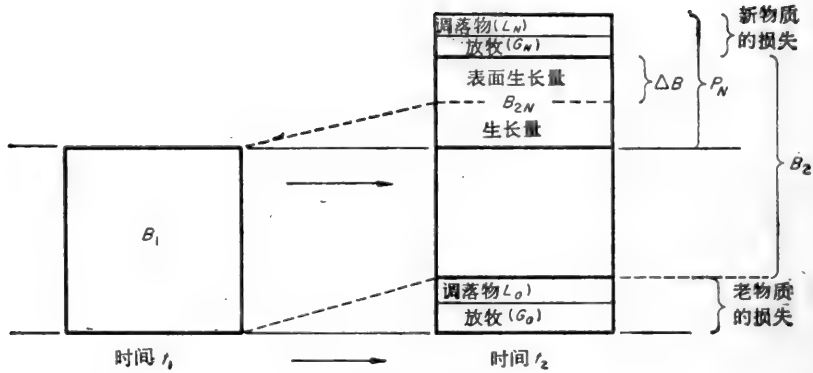 调落物(L_N)
放牧(G_N)
表面生长量
B_2N
生长量
新物质
的损失
ΔB
P_N
B_2
B_1
调落物(L_O)
放牧(G_O)
老物质
的损失
时间 t_1
时间 t_2